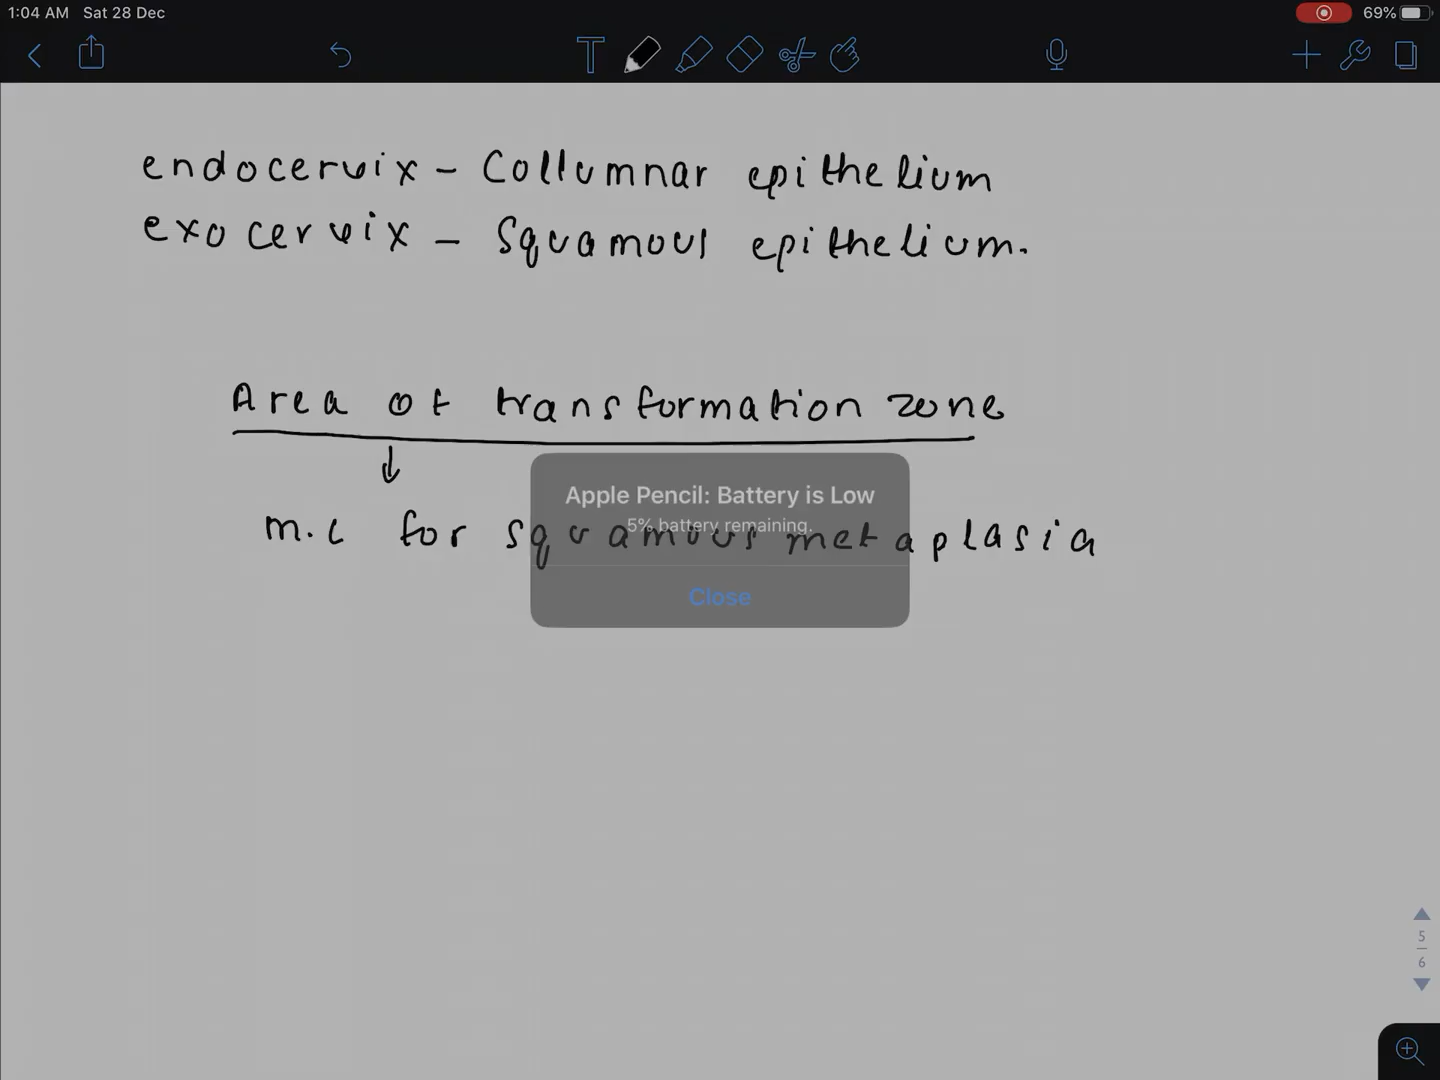 1:04 AM Sat 28 Dec
69%
T
endocervix - Collumnar epithelium
exocervix - Squamous epithelium.
Area of transformation zone
↓
Apple Pencil: Battery is Low
5% battery remaining.
m.c for squamous metaplasia
Close
5
6